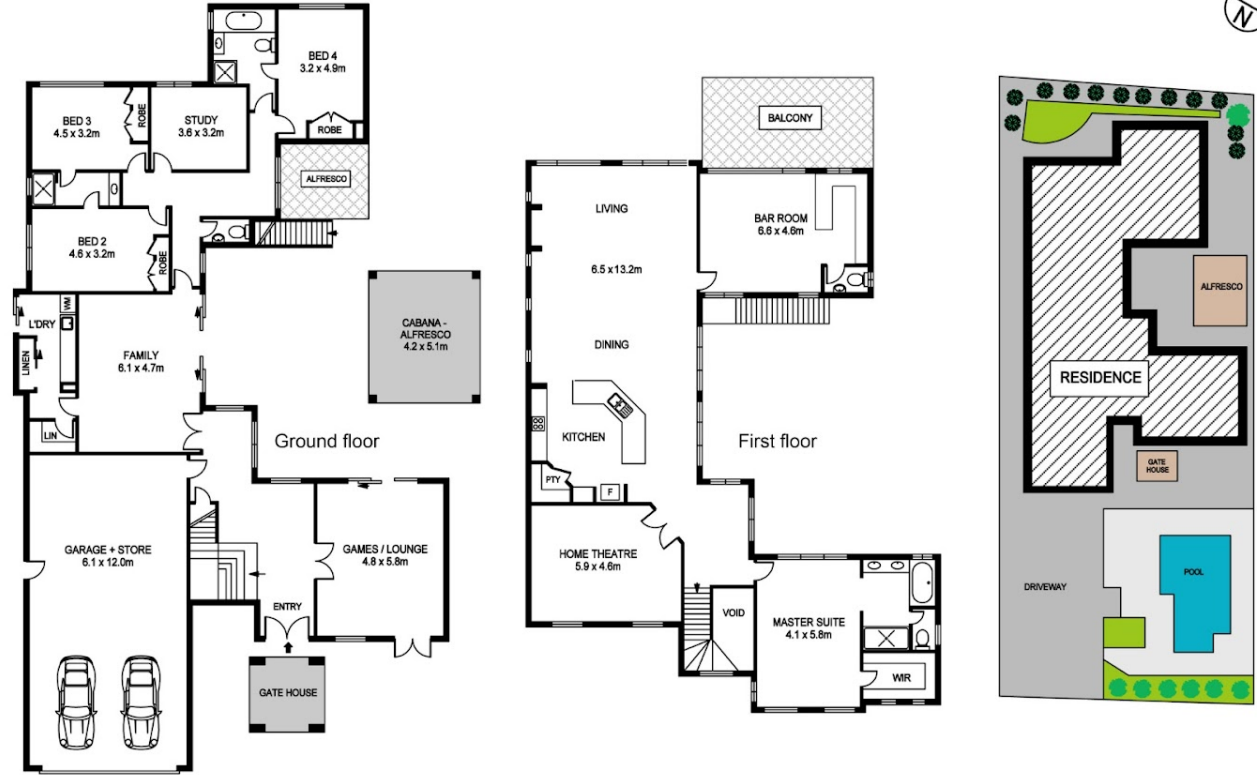 N
BED 4
3.2 x 4.9m
ROBE
BED 3
4.5 x 3.2m
ROBE
STUDY
3.6 x 3.2m
ALFRESCO
BED 2
4.6 x 3.2m
ROBE
L'DRY
WM
LINEN
LIN
FAMILY
6.1 x 4.7m
CABANA -
ALFRESCO
4.2 x 5.1m
Ground floor
GARAGE + STORE
6.1 x 12.0m
GAMES / LOUNGE
4.8 x 5.8m
ENTRY
GATE HOUSE
BALCONY
LIVING
6.5 x 13.2m
DINING
BAR ROOM
6.6 x 4.6m
KITCHEN
PTY
F
First floor
HOME THEATRE
5.9 x 4.6m
VOID
MASTER SUITE
4.1 x 5.8m
WIR
ALFRESCO
RESIDENCE
GATE
HOUSE
DRIVEWAY
POOL